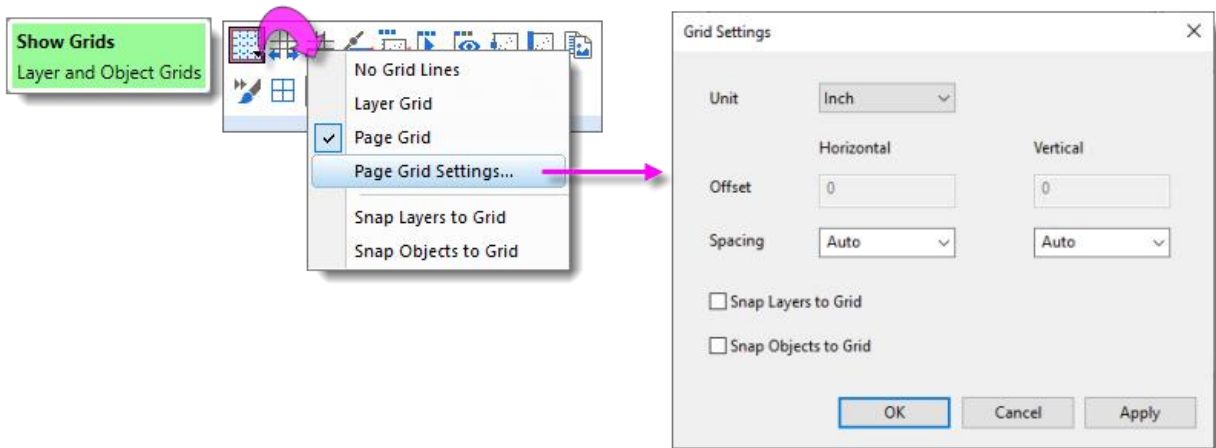 Show Grids
Layer and Object Grids
No Grid Lines
Layer Grid
Page Grid
Page Grid Settings...
Snap Layers to Grid
Snap Objects to Grid
Grid Settings
Unit Inch
Horizontal Vertical
Offset 0 0
Spacing Auto Auto
Snap Layers to Grid
Snap Objects to Grid
OK Cancel Apply